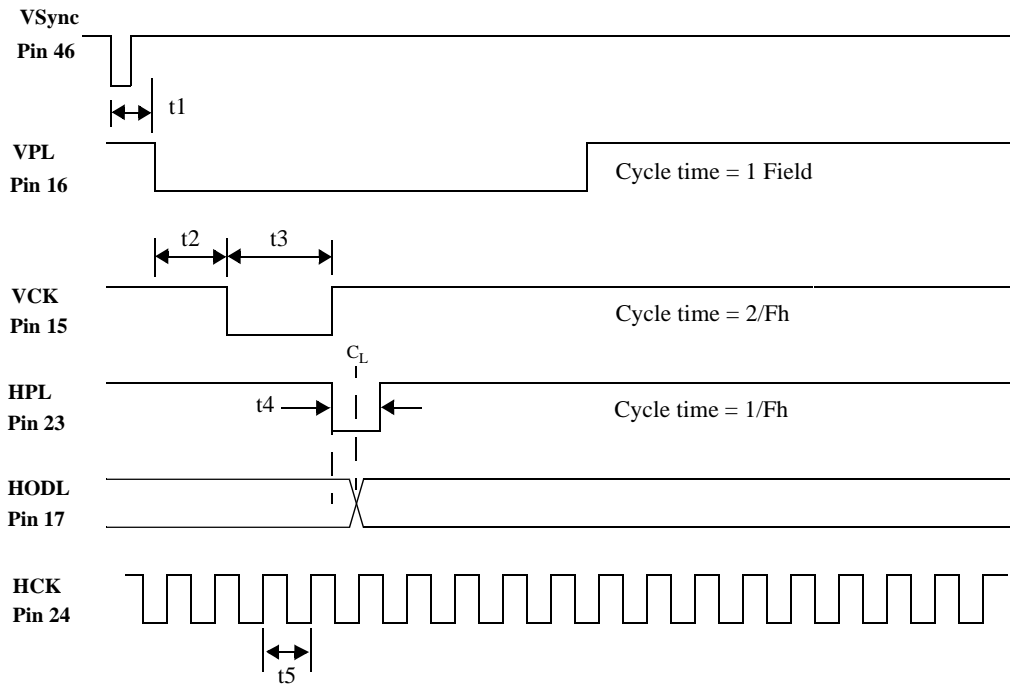 VSync
Pin 46
t1
VPL
Pin 16
Cycle time = 1 Field
t2
t3
VCK
Pin 15
Cycle time = 2/Fh
CL
HPL
Pin 23
t4
Cycle time = 1/Fh
HODL
Pin 17
HCK
Pin 24
t5